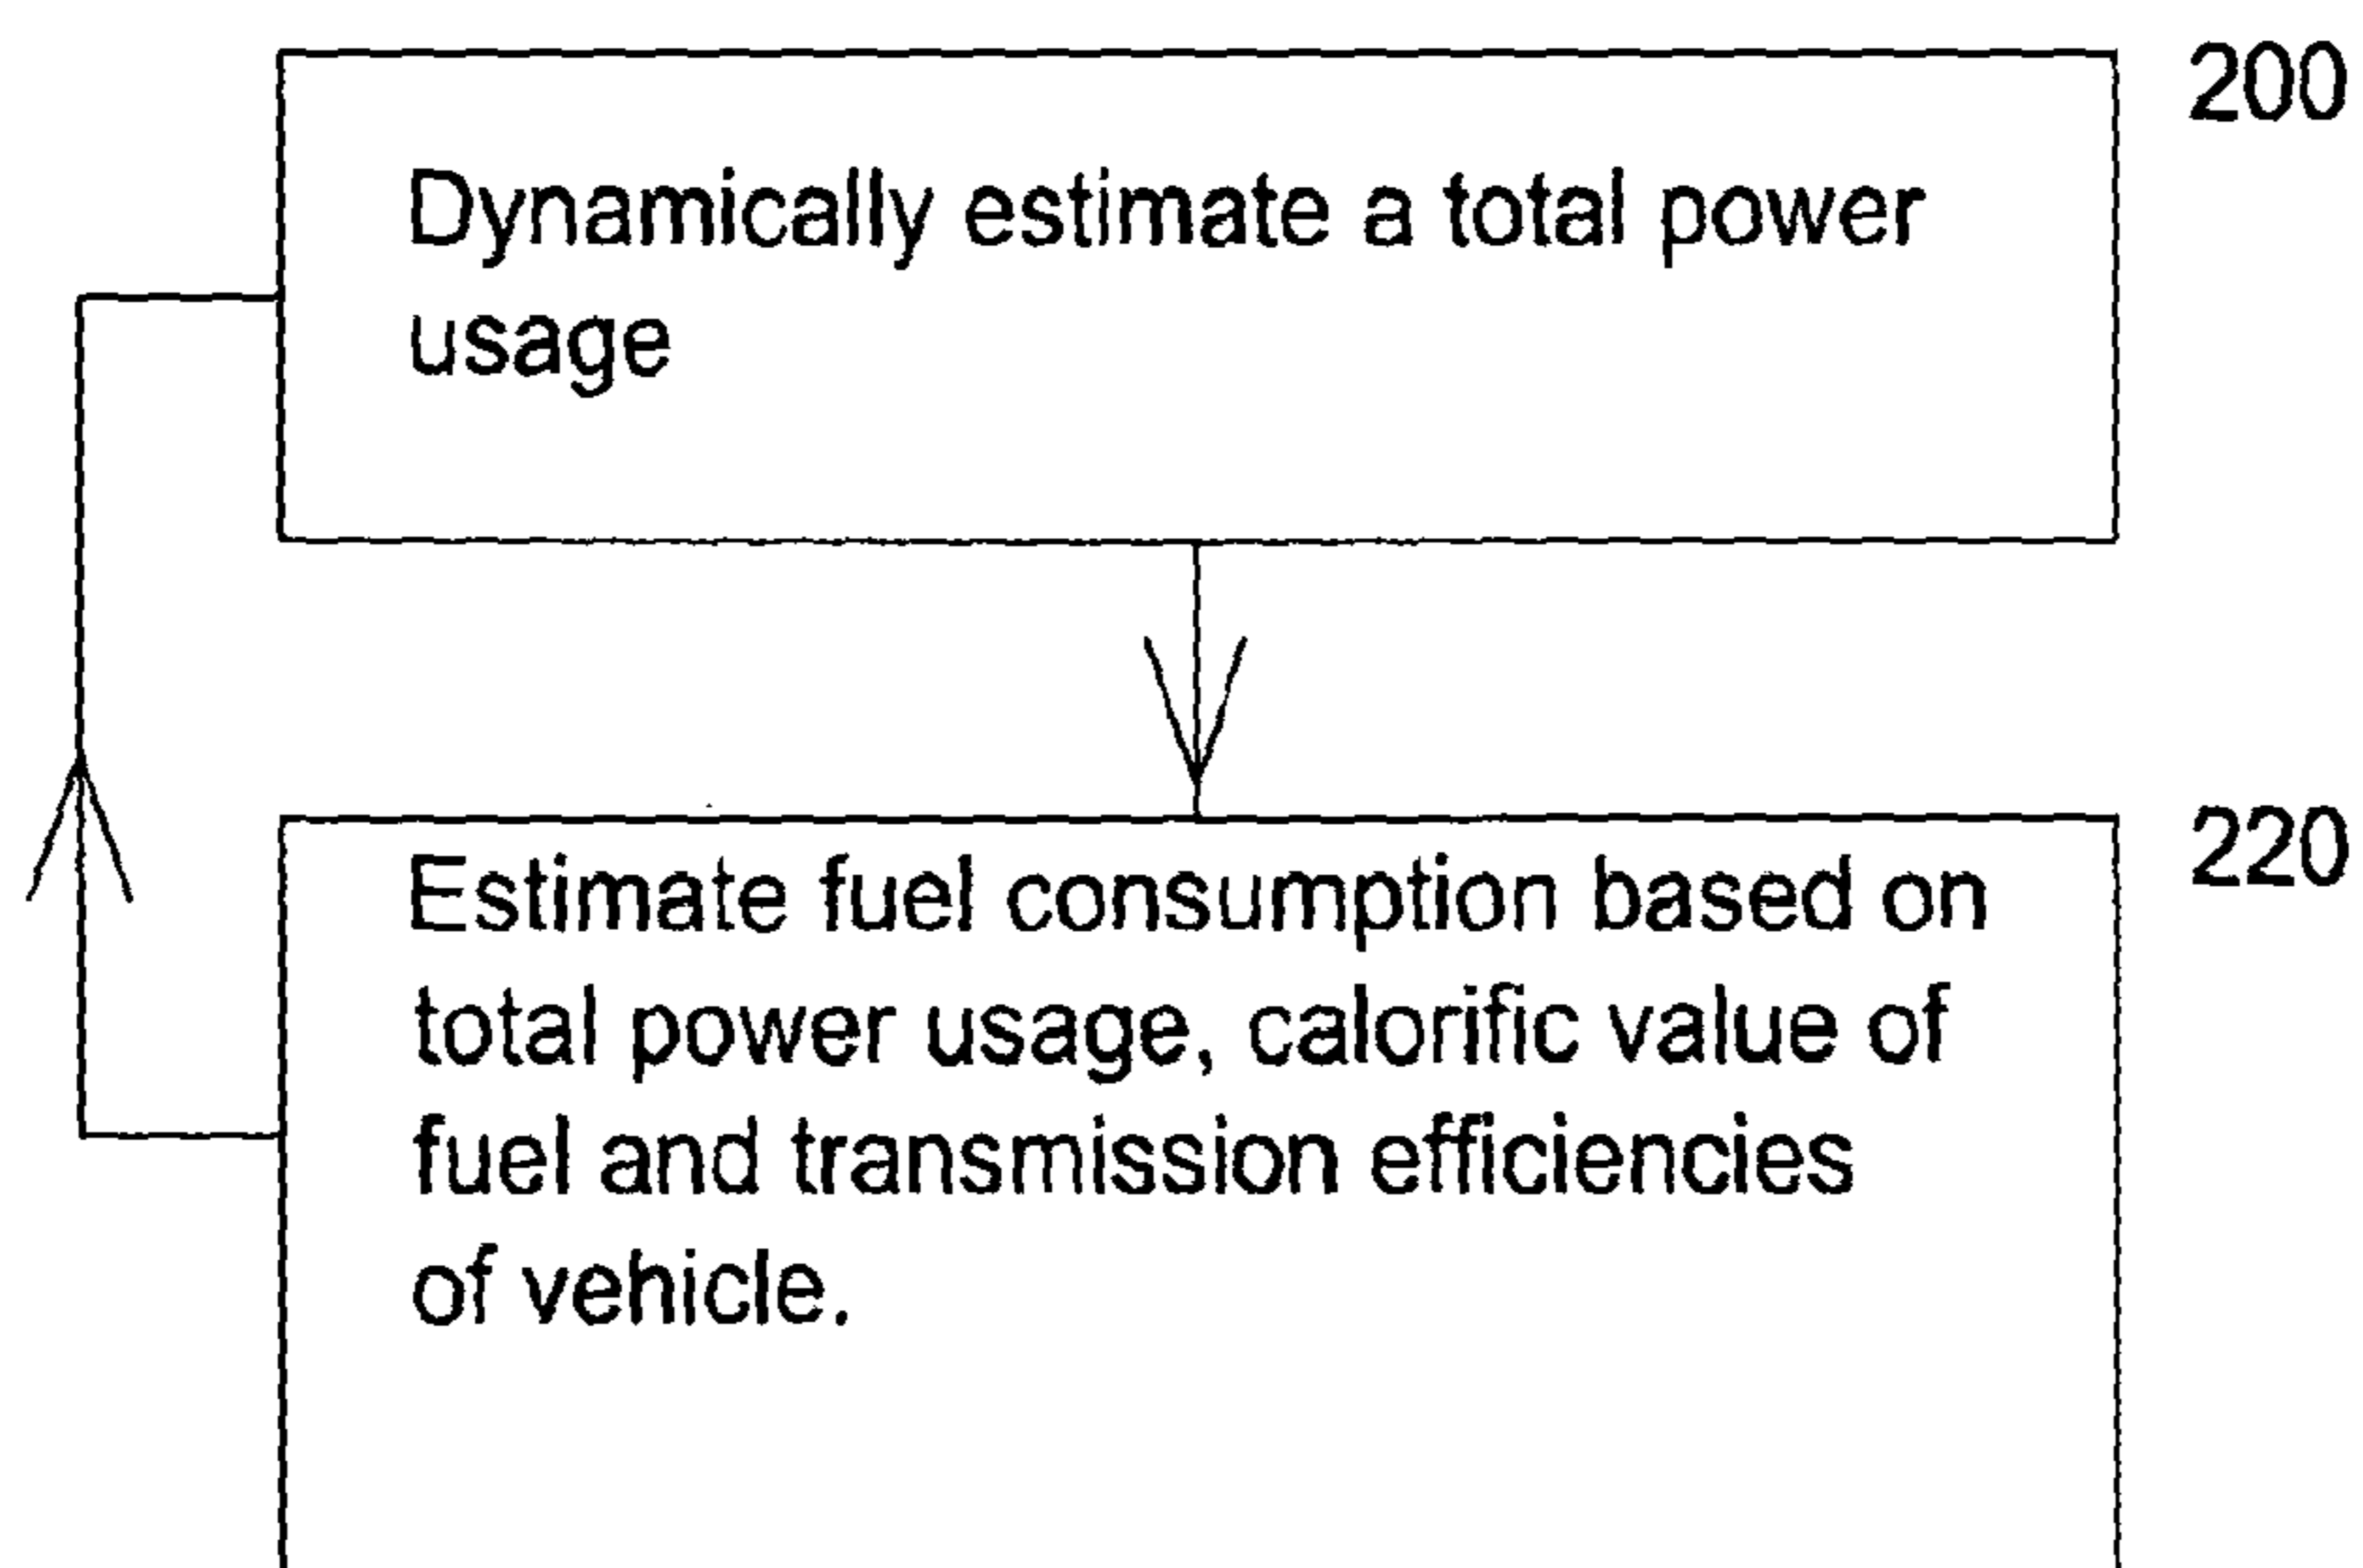 200
Dynamically estimate a total power
usage
220
Estimate fuel consumption based on
total power usage, calorific value of
fuel and transmission efficiencies
of vehicle.